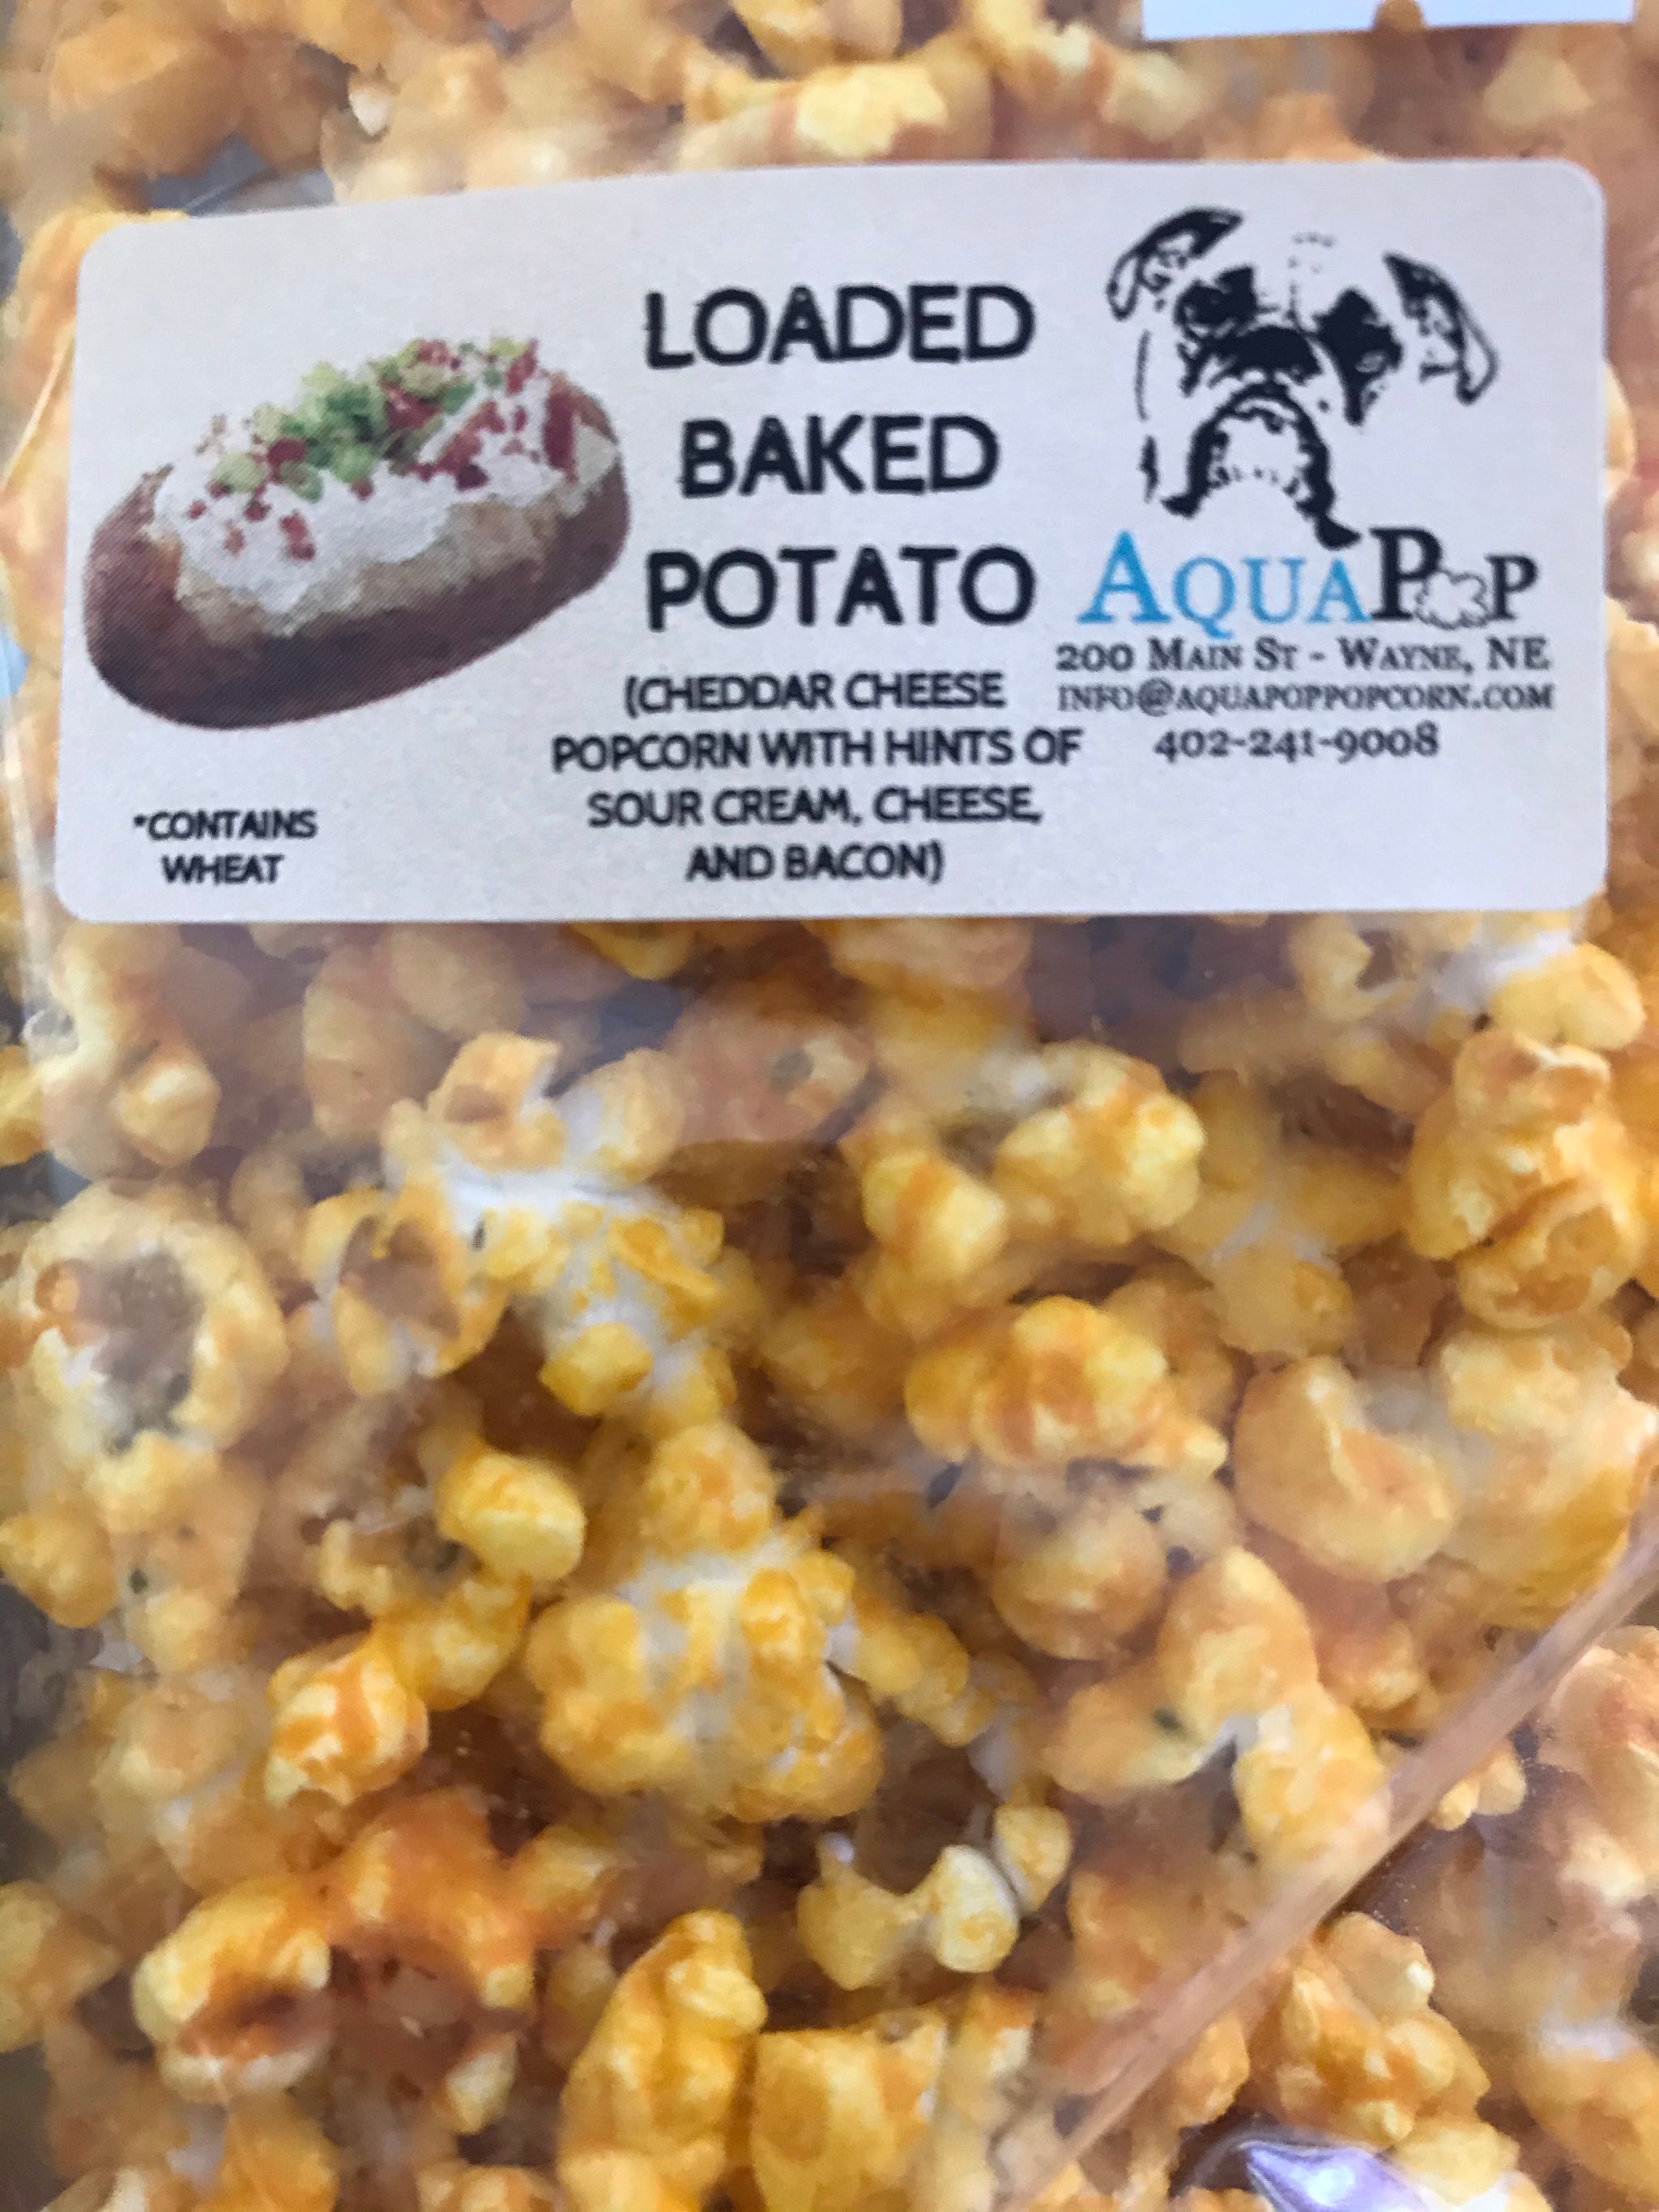 LOADED
BAKED
POTATO
(CHEDDAR CHEESE
POPCORN WITH HINTS OF
SOUR CREAM, CHEESE,
AND BACON)
*CONTAINS
WHEAT
AQUAPOP
200 MAIN ST - WAYNE, NE
INFO@AQUAPOPPOPCORN.COM
402-241-9008